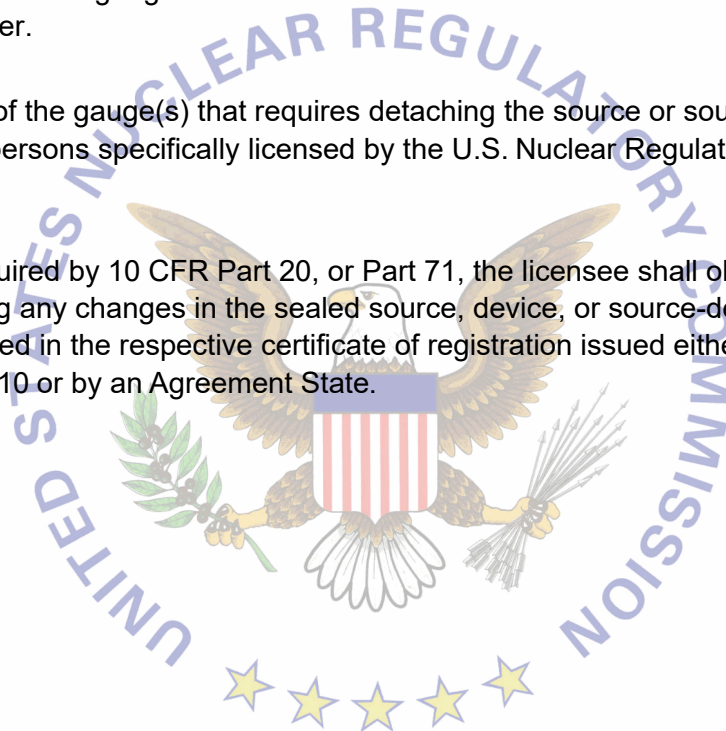 er.
UNITED STATES NUCLEAR REGULATORY COMMISSION
of the gauge(s) that requires detaching the source or sou
persons specifically licensed by the U.S. Nuclear Regulat
uired by 10 CFR Part 20, or Part 71, the licensee shall ob
g any changes in the sealed source, device, or source-de
ed in the respective certificate of registration issued eithe
10 or by an Agreement State.